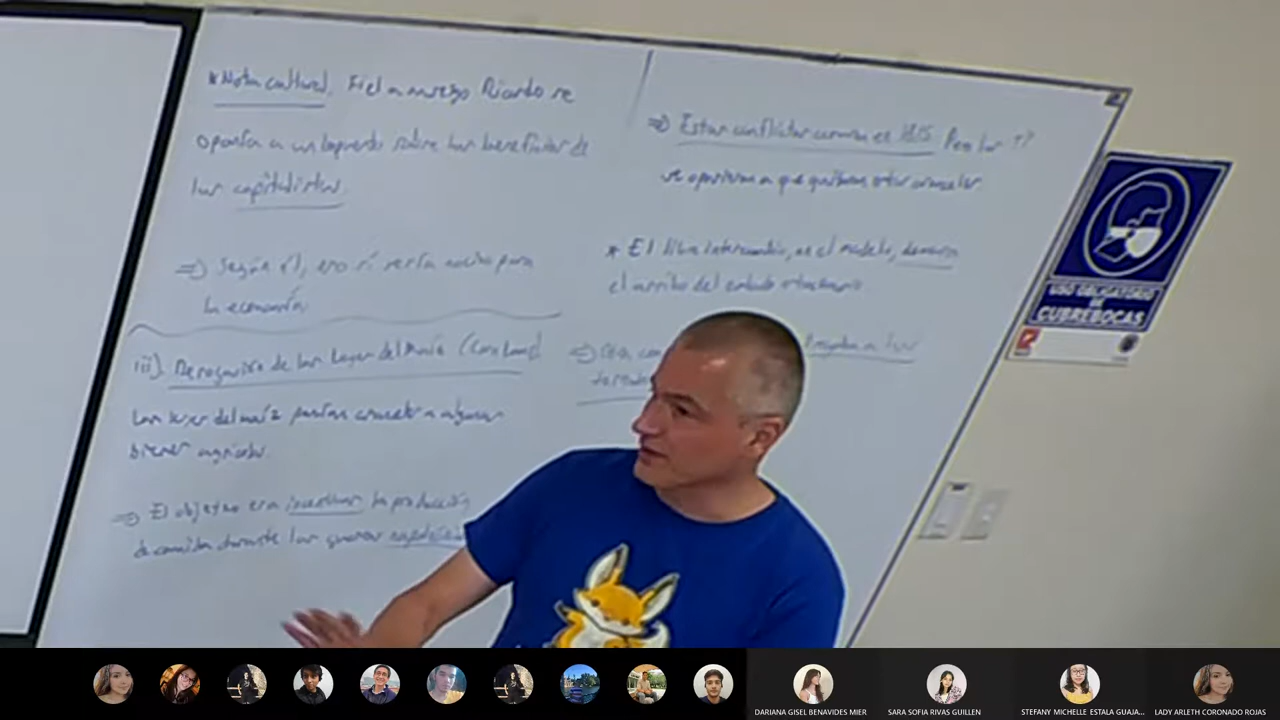 *Nota cultural. Fiel a su ego Ricardo se
oponía a un impuesto sobre los beneficios de
los capitalistas.
=> Según él, eso sí sería nocivo para
la economía
iii). Derogación de las Leyes del Maíz (Corn Laws)
Las leyes del maíz ponían aranceles a algunos
bienes agrícolas.
=> El objetivo era incentivar la producción
de comida durante las guerras
=> Estos conflictos en 1815. Pero los TT
se opusieron a que quitaran estos aranceles
* El libre intercambio, en el modelo, demora
el arribo del estado estacionario
=>
USO OBLIGATORIO
DE
CUBREBOCAS
DARIANA GISEL BENAVIDES MIER
SARA SOFIA RIVAS GUILLEN
STEFANY MICHELLE ESTALA GUAJA...
LADY ARLETH CORONADO ROJAS